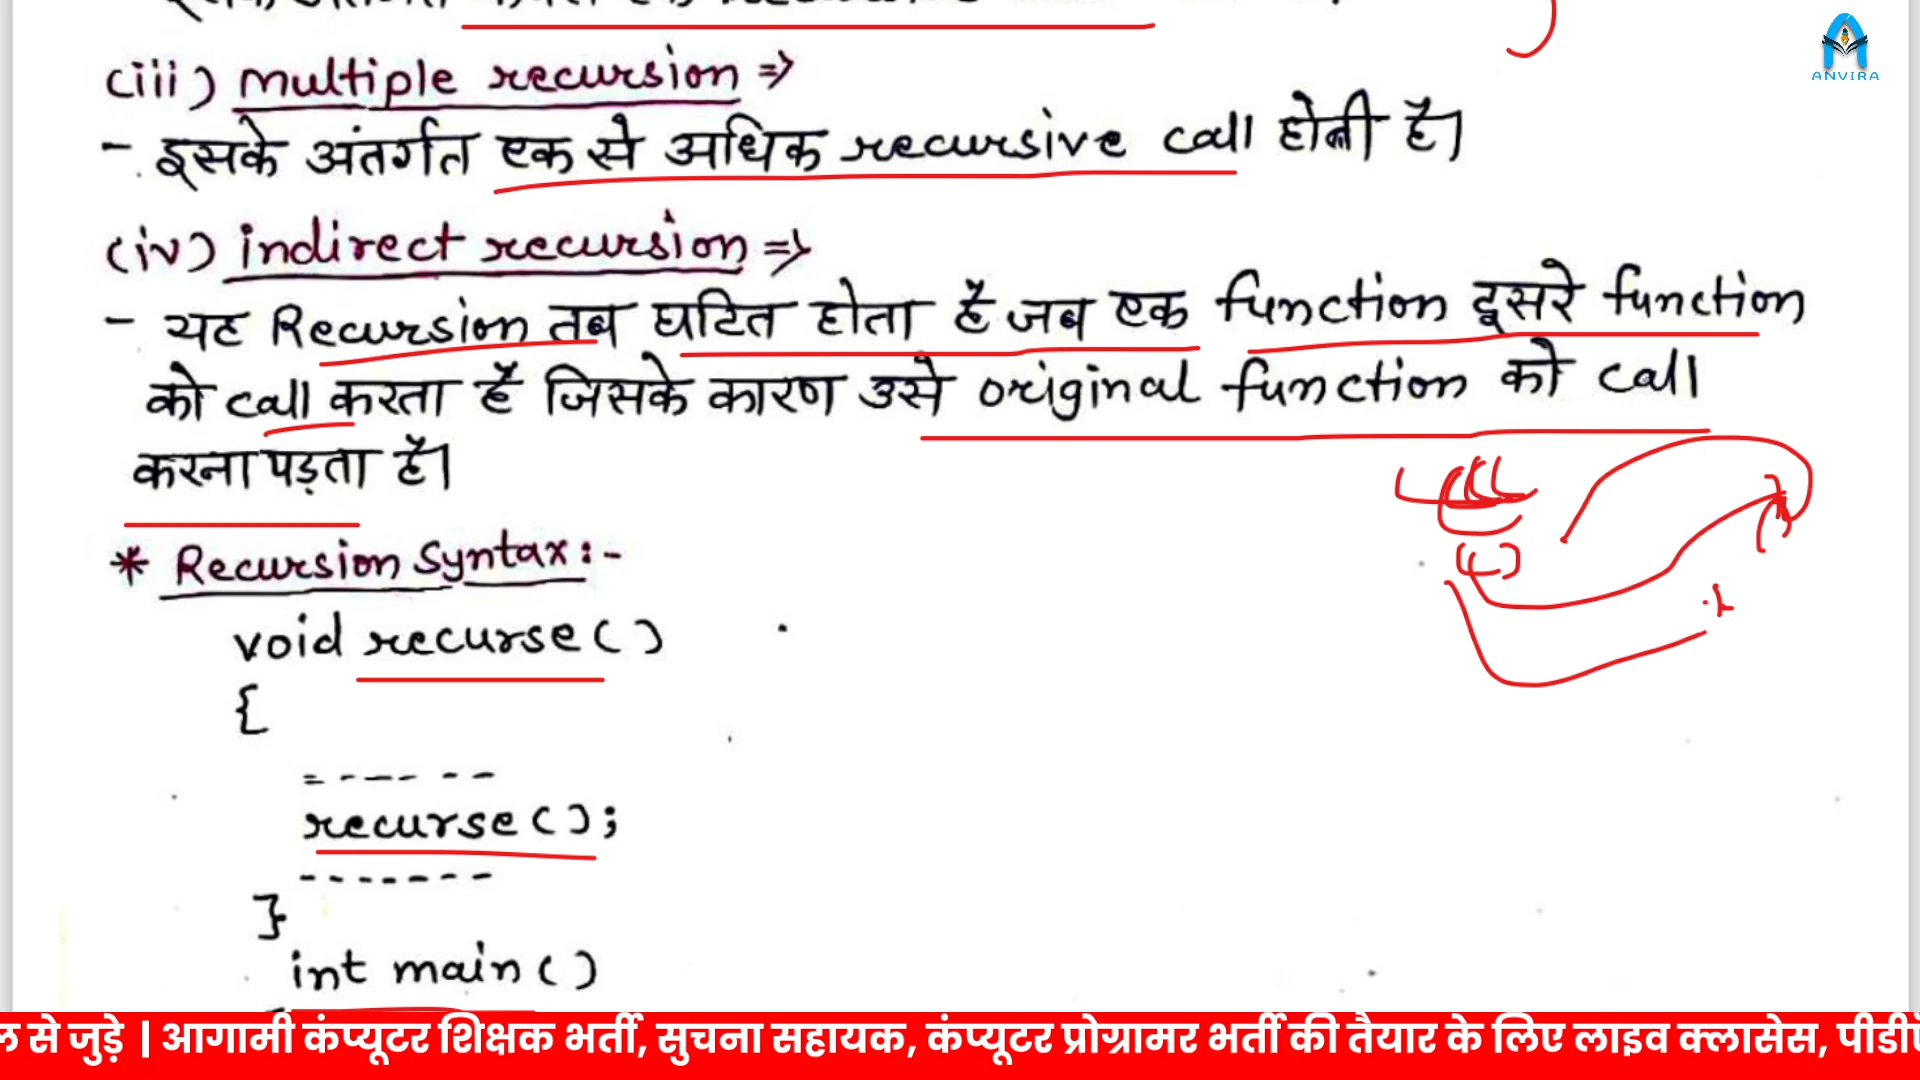 ANVIRA
(iii) multiple recursion ⇒
- इसके अंतर्गत एक से अधिक recursive call होती है।
(iv) indirect recursion ⇒
- यह Recursion तब घटित होता है जब एक function दूसरे function
को call करता है जिसके कारण उसे original function को call
करना पड़ता है।
* Recursion Syntax:-
void recurse()
{
recurse();
}
int main()
से जुड़े | आगामी कंप्यूटर शिक्षक भर्ती, सुचना सहायक, कंप्यूटर प्रोग्रामर भर्ती की तैयार के लिए लाइव क्लासेस,